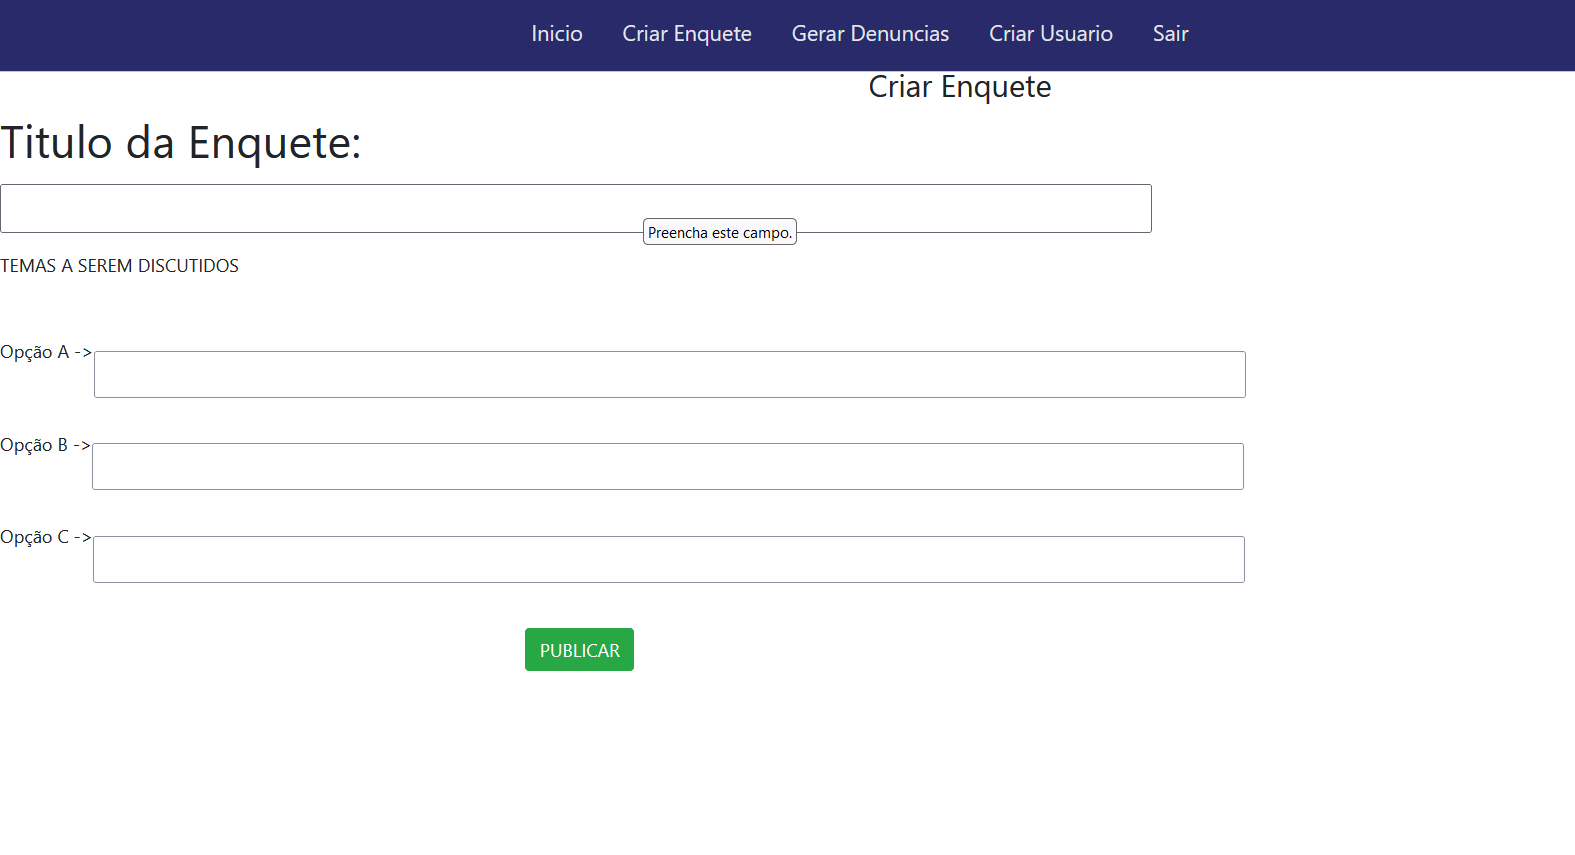 Inicio Criar Enquete Gerar Denuncias Criar Usuario Sair
Criar Enquete
Titulo da Enquete:
Preencha este campo.
TEMAS A SEREM DISCUTIDOS
Opção A ->
Opção B ->
Opção C ->
PUBLICAR